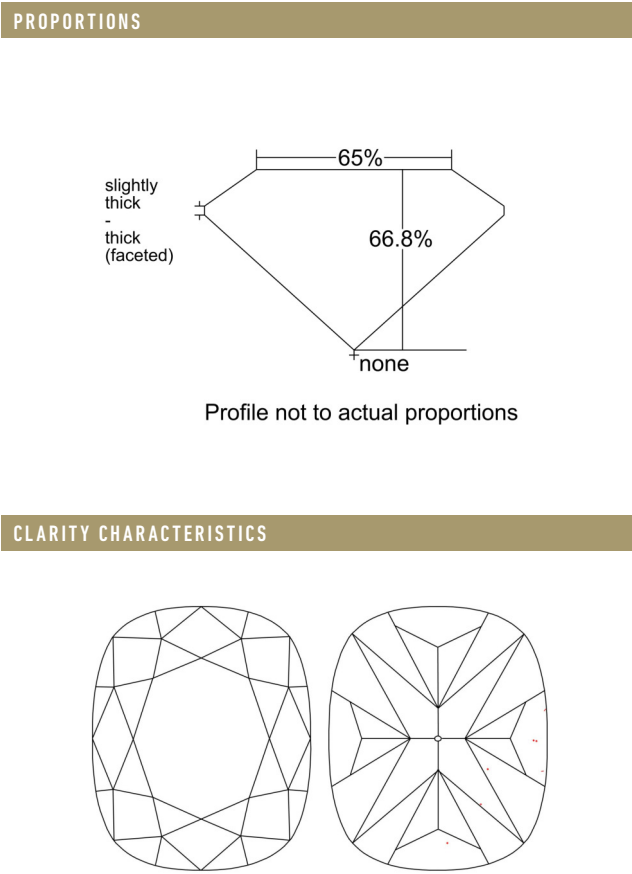 PROPORTIONS
65%
slightly
thick
-
thick
(faceted)
66.8%
none
Profile not to actual proportions
CLARITY CHARACTERISTICS